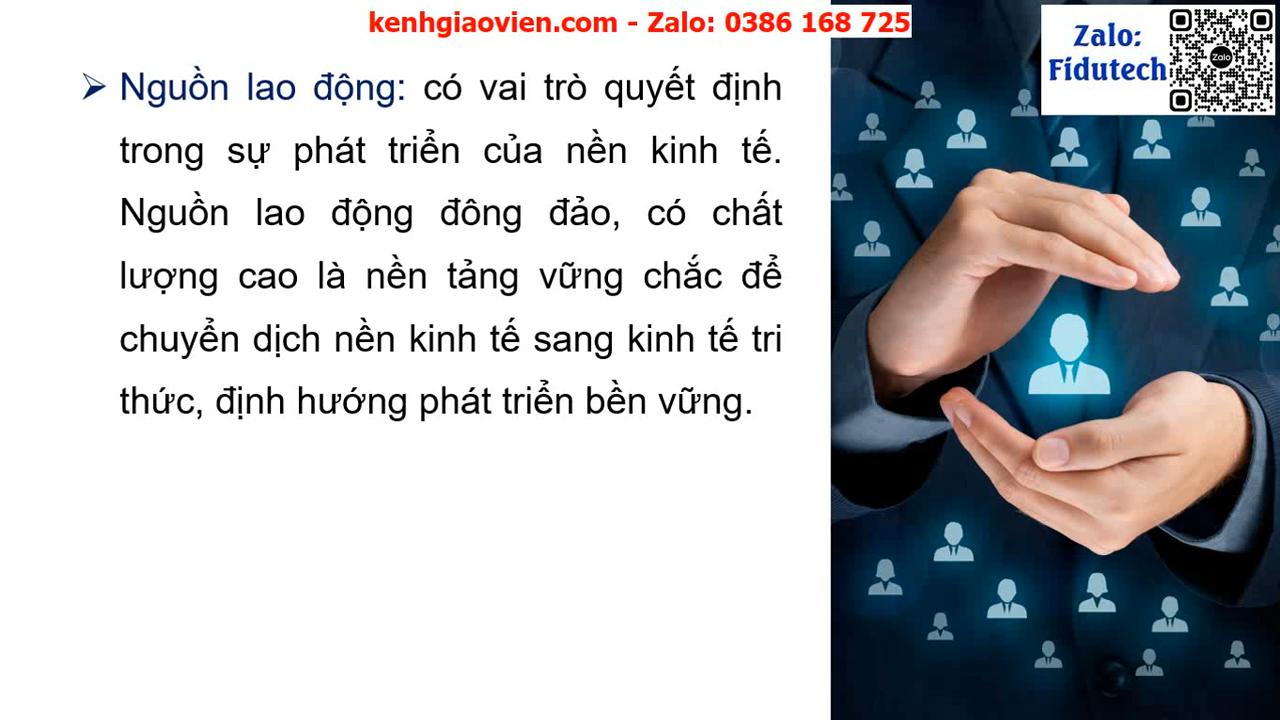 kenhgiaovien.com - Zalo: 0386 168 725
Zalo:
Fidutech
Zalo
➢ Nguồn lao động: có vai trò quyết định
trong sự phát triển của nền kinh tế.
Nguồn lao động đông đảo, có chất
lượng cao là nền tảng vững chắc để
chuyển dịch nền kinh tế sang kinh tế tri
thức, định hướng phát triển bền vững.